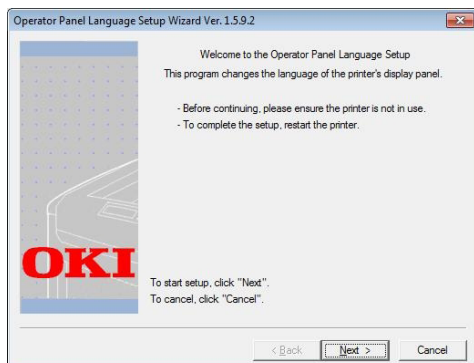 Operator Panel Language Setup Wizard Ver. 1.5.9.2
Welcome to the Operator Panel Language Setup
This program changes the language of the printer's display panel.
- Before continuing, please ensure the printer is not in use.
- To complete the setup, restart the printer.
OKI
To start setup, click "Next".
To cancel, click "Cancel".
< Back
Next >
Cancel